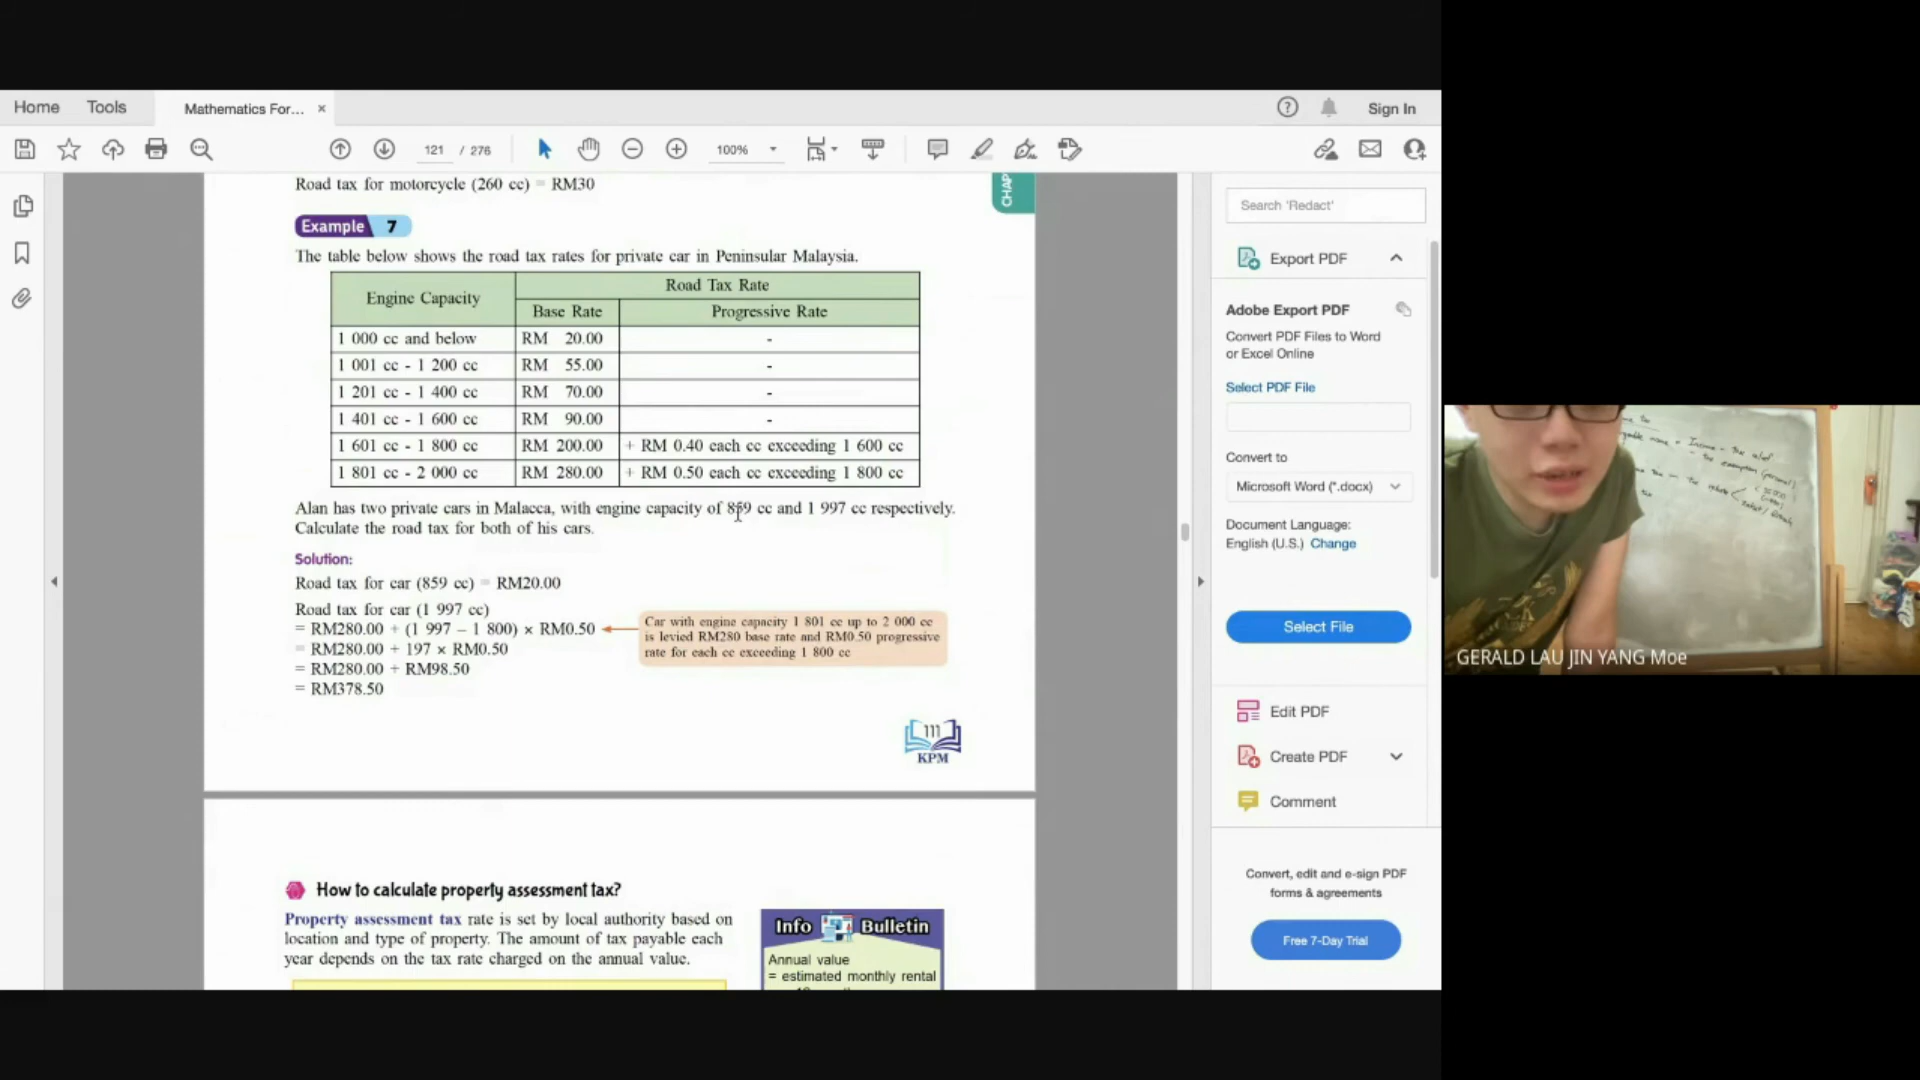 Home Tools Mathematics For... × Sign In
121 / 276 100%
Road tax for motorcycle (260 cc) = RM30
CHAP
Example 7
The table below shows the road tax rates for private car in Peninsular Malaysia.
Engine Capacity Road Tax Rate
Base Rate Progressive Rate
1 000 cc and below RM 20.00 -
1 001 cc - 1 200 cc RM 55.00 -
1 201 cc - 1 400 cc RM 70.00 -
1 401 cc - 1 600 cc RM 90.00 -
1 601 cc - 1 800 cc RM 200.00 + RM 0.40 each cc exceeding 1 600 cc
1 801 cc - 2 000 cc RM 280.00 + RM 0.50 each cc exceeding 1 800 cc
Alan has two private cars in Malacca, with engine capacity of 859 cc and 1 997 cc respectively.
Calculate the road tax for both of his cars.
Solution:
Road tax for car (859 cc) = RM20.00
Road tax for car (1 997 cc)
= RM280.00 + (1 997 – 1 800) × RM0.50
= RM280.00 + 197 × RM0.50
= RM280.00 + RM98.50
= RM378.50
Car with engine capacity 1 801 cc up to 2 000 cc
is levied RM280 base rate and RM0.50 progressive
rate for each cc exceeding 1 800 cc
111
KPM
How to calculate property assessment tax?
Property assessment tax rate is set by local authority based on
location and type of property. The amount of tax payable each
year depends on the tax rate charged on the annual value.
Info Bulletin
Annual value
= estimated monthly rental
Search 'Redact'
Export PDF
Adobe Export PDF
Convert PDF Files to Word
or Excel Online
Select PDF File
Convert to
Microsoft Word (*.docx)
Document Language:
English (U.S.) Change
Select File
Edit PDF
Create PDF
Comment
Convert, edit and e-sign PDF
forms & agreements
Free 7-Day Trial
GERALD LAU JIN YANG Moe